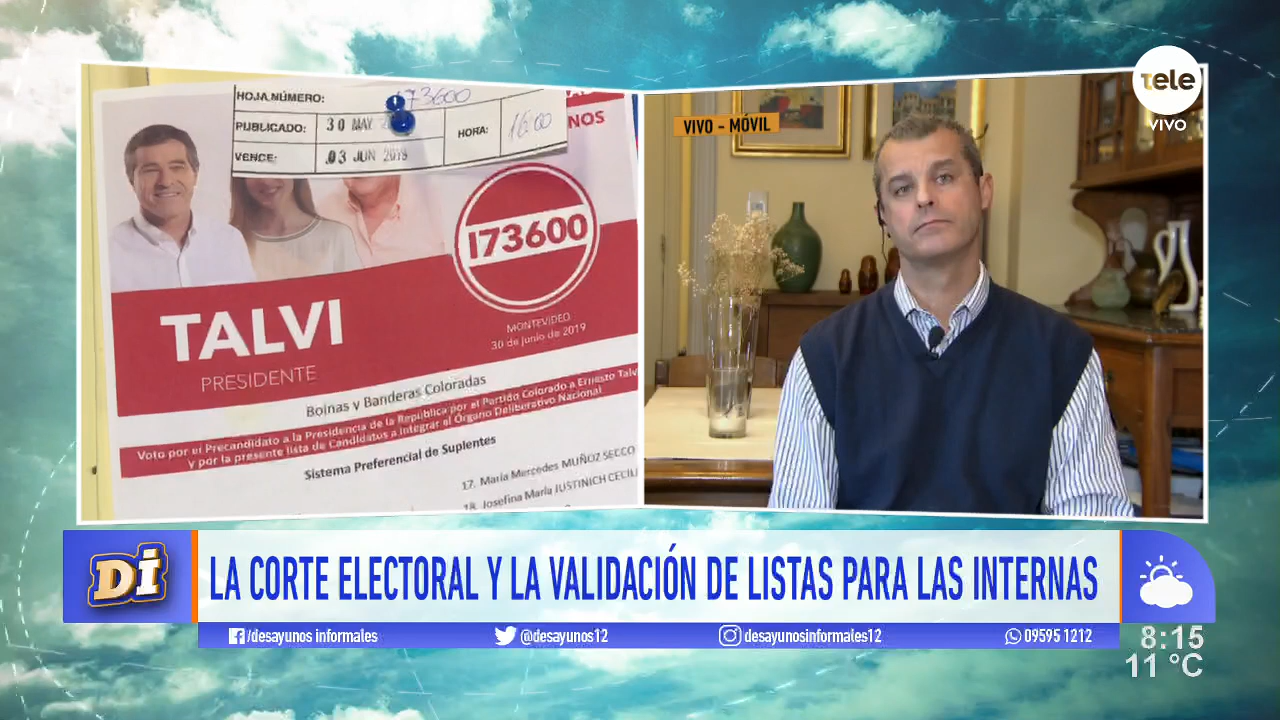 tele
VIVO
VIVO - MÓVIL
HOJA NÚMERO: 173600
PUBLICADO: 30 MAY HORA: 16:00
VENCE: 03 JUN 2019
NOS
173600
TALVI
PRESIDENTE
MONTEVIDEO
30 de junio de 2019
Boinas y Banderas Coloradas
Voto por el Precandidato a la Presidencia de la República por el Partido Colorado a Ernesto Talv
y por la presente lista de Candidatos a integrar el Órgano Deliberativo Nacional
Sistema Preferencial de Suplentes
17. María Mercedes MUÑOZ SECCO
18. Josefina María JUSTINICH CECILI
Di
LA CORTE ELECTORAL Y LA VALIDACIÓN DE LISTAS PARA LAS INTERNAS
/desayunos informales @desayunos12 desayunosinformales12 09595 1212
8:15
11 °C